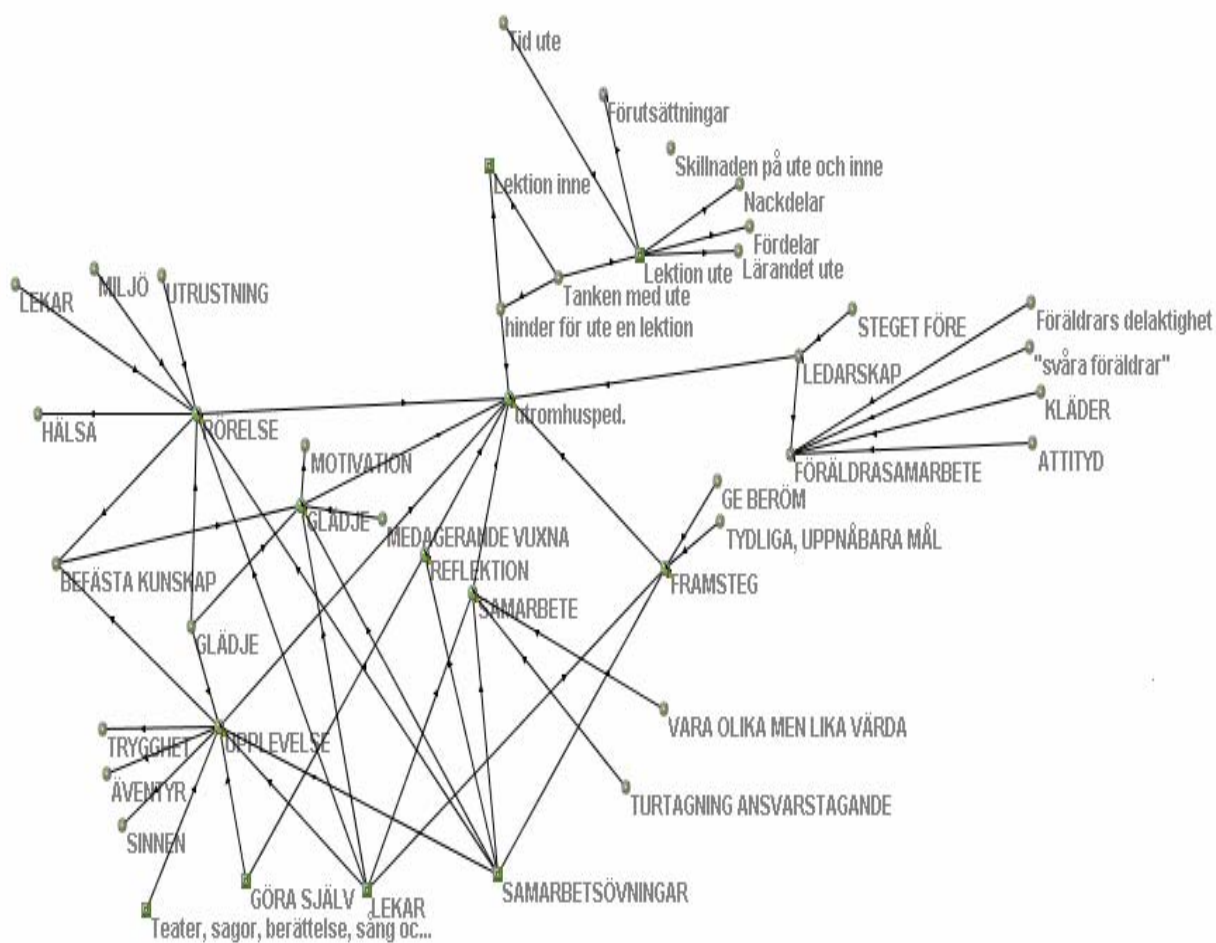 Tid ute
Förutsättningar
Skillnaden på ute och inne
Lektion inne
Nackdelar
Fördelar
Lektion ute
Lärandet ute
Tanken med ute
LEKAR
MILJÖ
UTRUSTNING
hinder för ute en lektion
STEGET FÖRE
Föräldrars delaktighet
"svåra föräldrar"
LEDARSKAP
KLÄDER
HÄLSA
RÖRELSE
utromhusped.
ATTITYD
MOTIVATION
FÖRÄLDRASAMARBETE
GE BERÖM
GLÄDJE
MEDAGERANDE VUXNA
TYDLIGA, UPPNÅBARA MÅL
REFLEKTION
BEFÄSTA KUNSKAP
FRAMSTEG
SAMARBETE
GLÄDJE
VARA OLIKA MEN LIKA VÄRDA
TRYGGHET
UPPLEVELSE
ÄVENTYR
TURTAGNING ANSVARSTAGANDE
SINNEN
GÖRA SJÄLV
LEKAR
SAMARBETSÖVNINGAR
Teater, sagor, berättelse, sång oc...